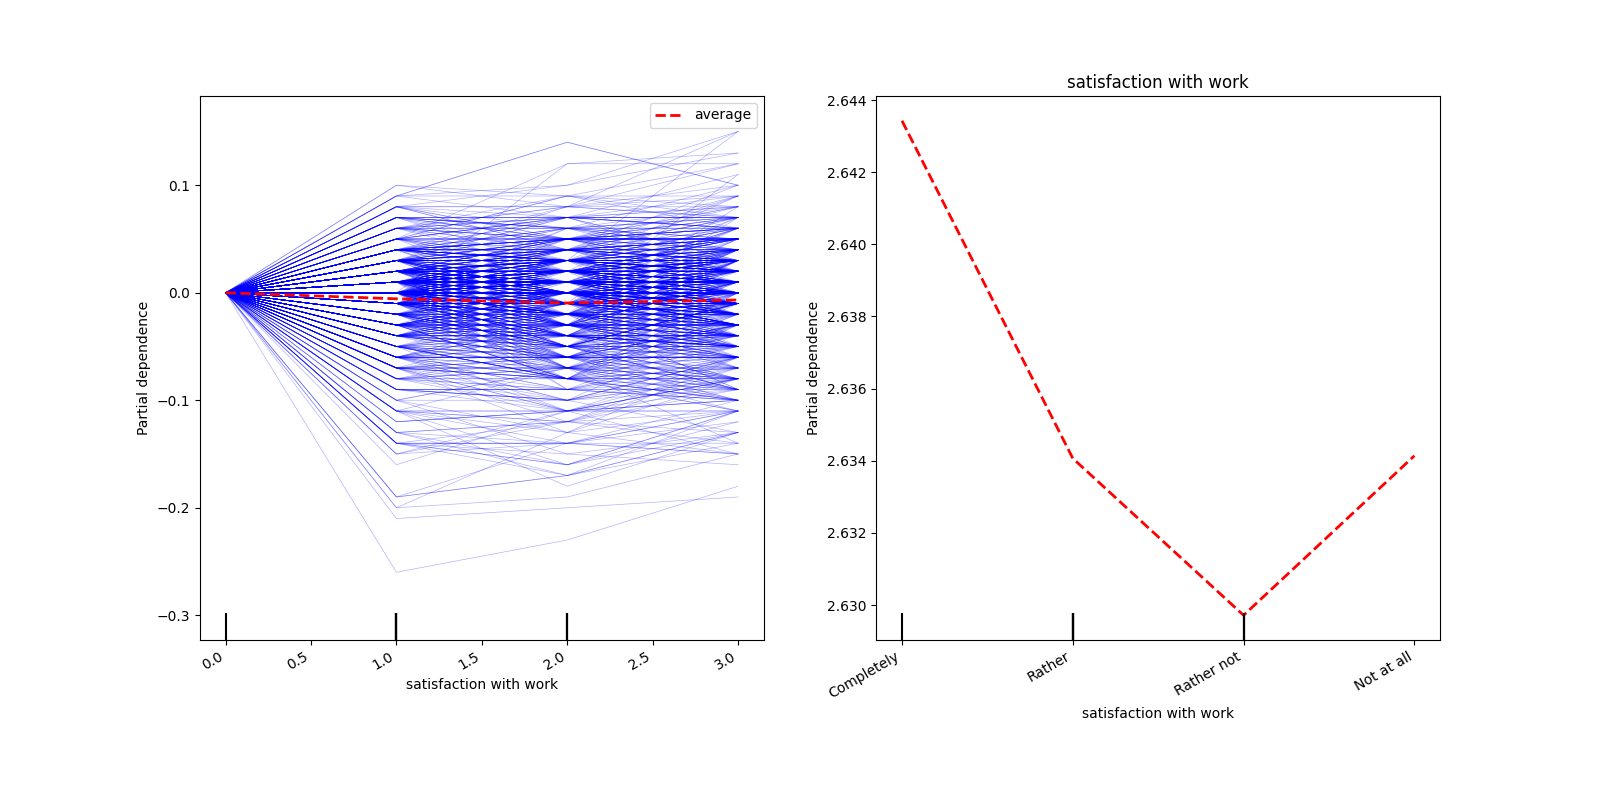 average
0.1
0.0
−0.1
−0.2
−0.3
Partial dependence
0.0
0.5
1.0
1.5
2.0
2.5
3.0
satisfaction with work
satisfaction with work
2.644
2.642
2.640
2.638
2.636
2.634
2.632
2.630
Partial dependence
Completely
Rather
Rather not
Not at all
satisfaction with work